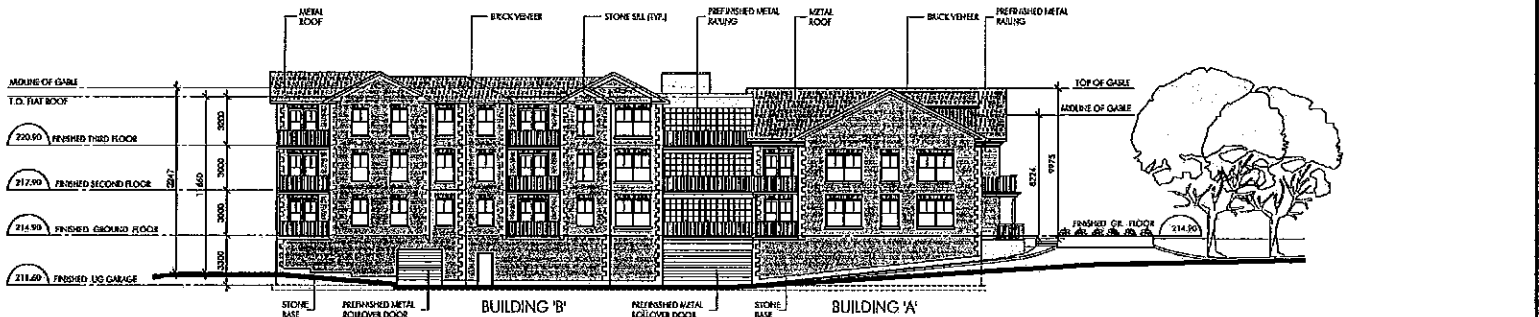 METAL
ROOF
BRICK VENEER
STONE SILL (TYP.)
PREFINISHED METAL
RAILING
METAL
ROOF
BRICK VENEER
PREFINISHED METAL
RAILING
MIDLINE OF GABLE
T.O. FLAT ROOF
TOP OF GABLE
MIDLINE OF GABLE
220.90 FINISHED THIRD FLOOR
217.90 FINISHED SECOND FLOOR
214.90 FINISHED GROUND FLOOR
211.60 FINISHED UG GARAGE
11660
3000
3000
3000
3300
8226
9975
FINISHED GR. FLOOR
214.90
STONE
BASE
PREFINISHED METAL
ROLLOVER DOOR
BUILDING 'B'
PREFINISHED METAL
ROLLOVER DOOR
STONE
BASE
BUILDING 'A'